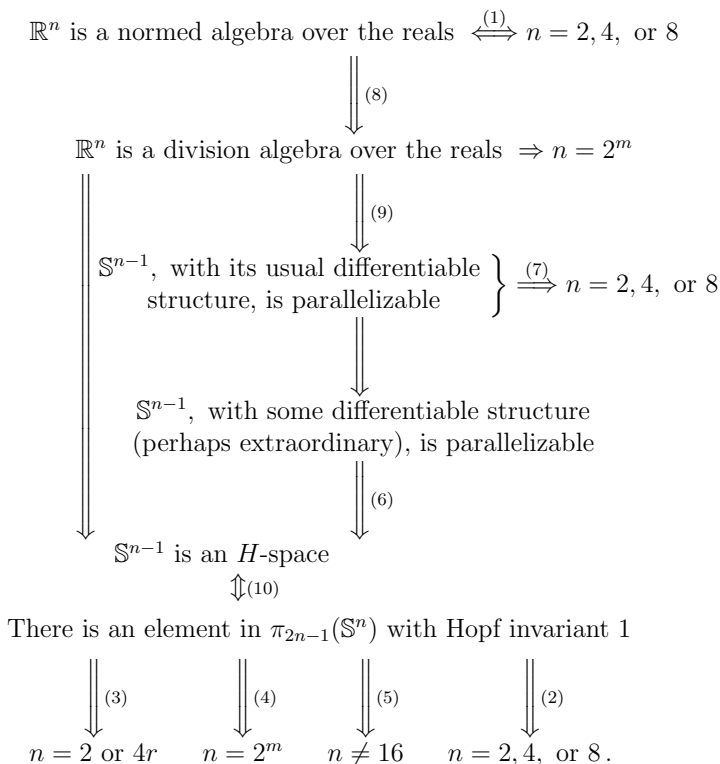 ℝⁿ is a normed algebra over the reals ⟺ (1) n = 2, 4, or 8
(8)
ℝⁿ is a division algebra over the reals ⇒ n = 2ᵐ
(9)
𝕊ⁿ⁻¹, with its usual differentiable
structure, is parallelizable } ⟹ (7) n = 2, 4, or 8
𝕊ⁿ⁻¹, with some differentiable structure
(perhaps extraordinary), is parallelizable
(6)
𝕊ⁿ⁻¹ is an H-space
⇕ (10)
There is an element in π₂ₙ₋₁(𝕊ⁿ) with Hopf invariant 1
(3) (4) (5) (2)
n = 2 or 4r n = 2ᵐ n ≠ 16 n = 2, 4, or 8 .